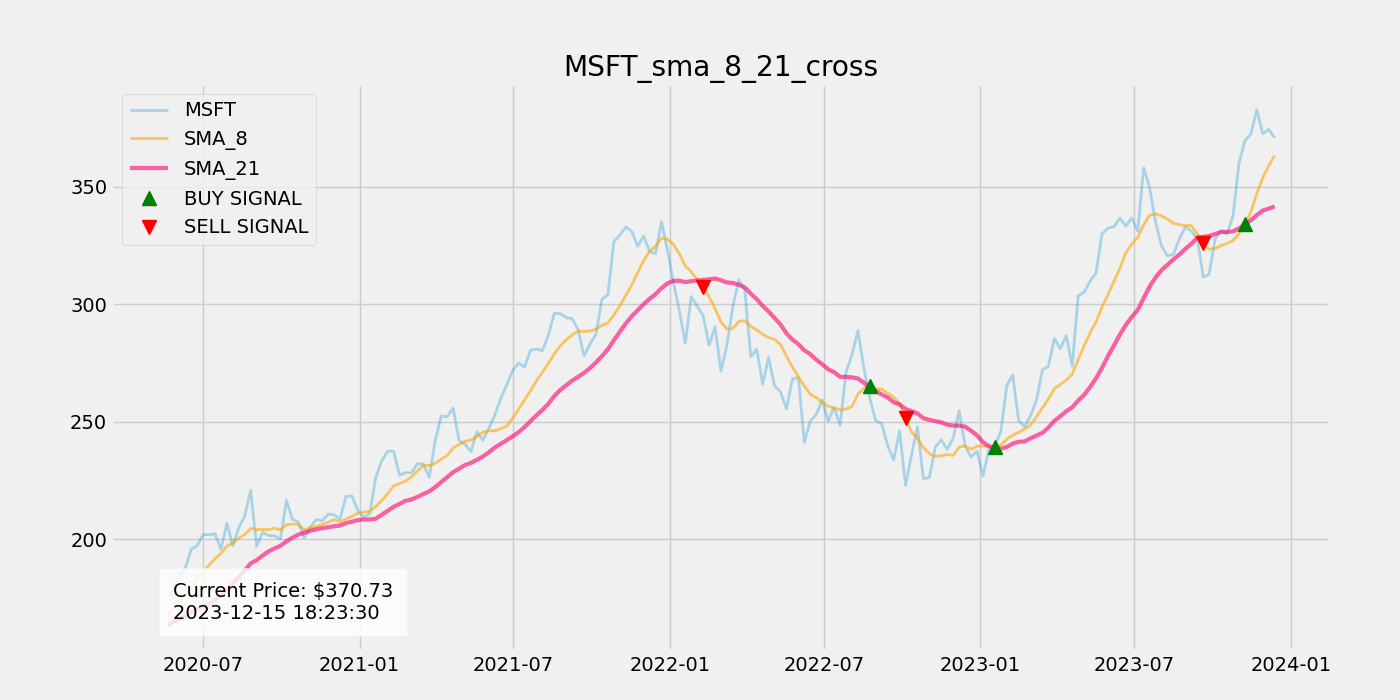 MSFT_sma_8_21_cross
MSFT
SMA_8
SMA_21
BUY SIGNAL
SELL SIGNAL
350
300
250
200
Current Price: $370.73
2023-12-15 18:23:30
2020-07
2021-01
2021-07
2022-01
2022-07
2023-01
2023-07
2024-01